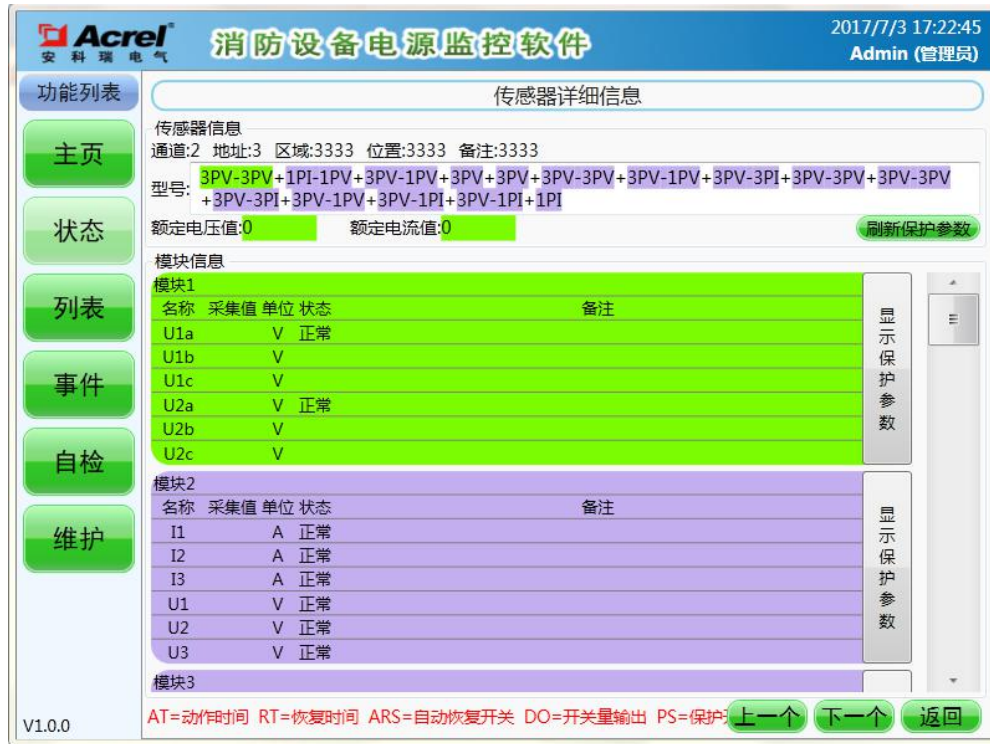 Acrel
安科瑞电气
消防设备电源监控软件
2017/7/3 17:22:45
Admin (管理员)
功能列表
主页
状态
列表
事件
自检
维护
V1.0.0
传感器详细信息
传感器信息
通道:2 地址:3 区域:3333 位置:3333 备注:3333
型号: 3PV-3PV+1PI-1PV+3PV-1PV+3PV+3PV+3PV-3PV+3PV-1PV+3PV-3PI+3PV-3PV+3PV-3PV
+3PV-3PI+3PV-1PV+3PV-1PI+3PV-1PI+1PI
额定电压值:0 额定电流值:0 刷新保护参数
模块信息
模块1
名称 采集值 单位 状态 备注
U1a V 正常
U1b V
U1c V
U2a V 正常
U2b V
U2c V
显示保护参数
模块2
名称 采集值 单位 状态 备注
I1 A 正常
I2 A 正常
I3 A 正常
U1 V 正常
U2 V 正常
U3 V 正常
显示保护参数
模块3
AT=动作时间 RT=恢复时间 ARS=自动恢复开关 DO=开关量输出 PS=保护
上一个 下一个 返回